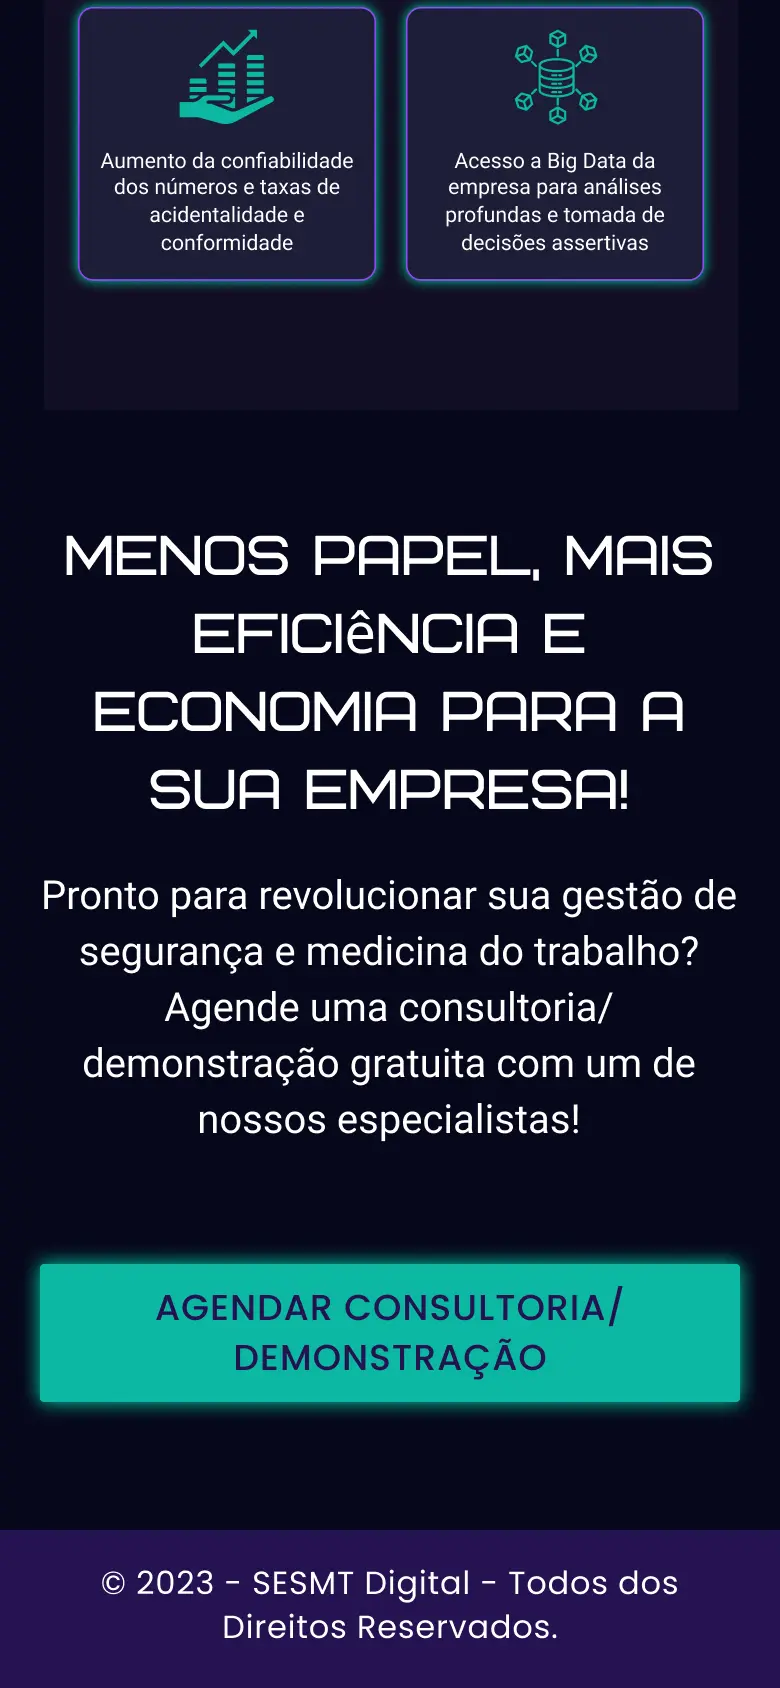 Aumento da confiabilidade
dos números e taxas de
acidentalidade e
conformidade
Acesso a Big Data da
empresa para análises
profundas e tomada de
decisões assertivas
MENOS PAPEL, MAIS
EFICIêNCIA E
ECONOMIA PARA A
SUA EMPRESA!
Pronto para revolucionar sua gestão de
segurança e medicina do trabalho?
Agende uma consultoria/
demonstração gratuita com um de
nossos especialistas!
AGENDAR CONSULTORIA/
DEMONSTRAÇÃO
© 2023 - SESMT Digital - Todos dos
Direitos Reservados.